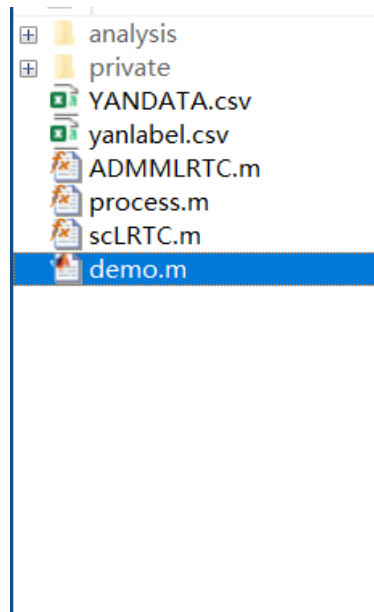 analysis
private
YANDATA.csv
yanlabel.csv
ADMMLRTC.m
process.m
scLRTC.m
demo.m